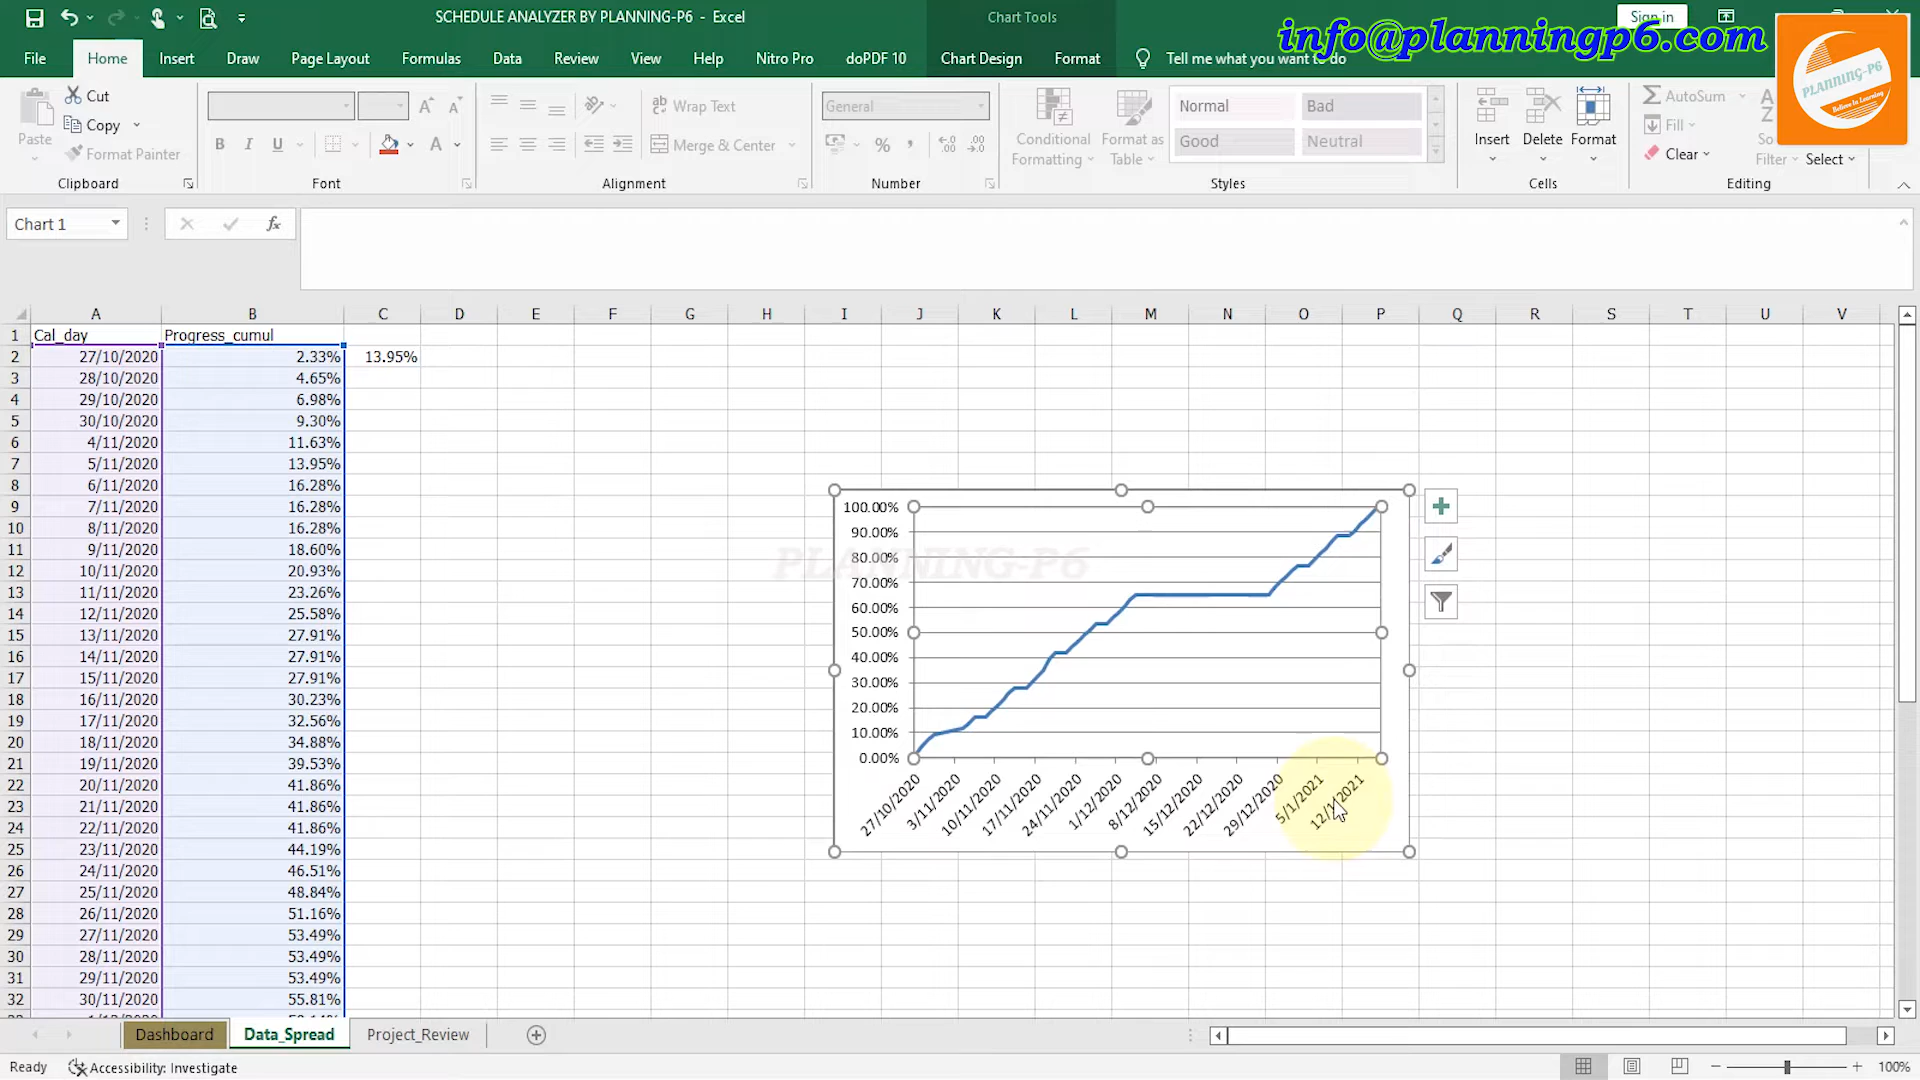 SCHEDULE ANALYZER BY PLANNING-P6 - Excel
Chart Tools
Sign in
info@planningp6.com
File Home Insert Draw Page Layout Formulas Data Review View Help Nitro Pro doPDF 10 Chart Design Format Tell me what you want to do
PLANNING-P6
Believe In Learning
Paste
Cut
Copy
Format Painter
Clipboard
B I U A
Font
Wrap Text
Merge & Center
Alignment
General
Number
Conditional Formatting
Format as Table
Normal Bad
Good Neutral
Styles
Insert Delete Format
Cells
AutoSum
Fill
Clear
So
Filter
Select
Editing
Chart 1
fx
A B C D E F G H I J K L M N O P Q R S T U V
1 Cal_day Progress_cumul
2 27/10/2020 2.33% 13.95%
3 28/10/2020 4.65%
4 29/10/2020 6.98%
5 30/10/2020 9.30%
6 4/11/2020 11.63%
7 5/11/2020 13.95%
8 6/11/2020 16.28%
9 7/11/2020 16.28%
10 8/11/2020 16.28%
11 9/11/2020 18.60%
12 10/11/2020 20.93%
13 11/11/2020 23.26%
14 12/11/2020 25.58%
15 13/11/2020 27.91%
16 14/11/2020 27.91%
17 15/11/2020 27.91%
18 16/11/2020 30.23%
19 17/11/2020 32.56%
20 18/11/2020 34.88%
21 19/11/2020 39.53%
22 20/11/2020 41.86%
23 21/11/2020 41.86%
24 22/11/2020 41.86%
25 23/11/2020 44.19%
26 24/11/2020 46.51%
27 25/11/2020 48.84%
28 26/11/2020 51.16%
29 27/11/2020 53.49%
30 28/11/2020 53.49%
31 29/11/2020 53.49%
32 30/11/2020 55.81%
100.00%
90.00%
80.00%
70.00%
60.00%
50.00%
40.00%
30.00%
20.00%
10.00%
0.00%
27/10/2020 3/11/2020 10/11/2020 17/11/2020 24/11/2020 1/12/2020 8/12/2020 15/12/2020 22/12/2020 29/12/2020 5/1/2021 12/1/2021
PLANNING-P6
Dashboard Data_Spread Project_Review
Ready Accessibility: Investigate
100%